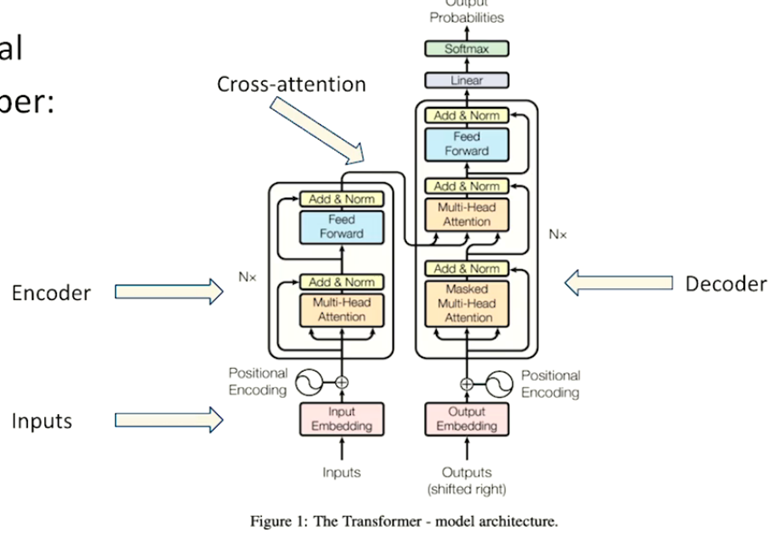 al
per:
Output
Probabilities
Softmax
Linear
Cross-attention
Add & Norm
Feed
Forward
Add & Norm
Multi-Head
Attention
Nx
Add & Norm
Masked
Multi-Head
Attention
Decoder
Add & Norm
Feed
Forward
Nx
Add & Norm
Multi-Head
Attention
Encoder
Positional
Encoding
Positional
Encoding
Inputs
Input
Embedding
Output
Embedding
Inputs
Outputs
(shifted right)
Figure 1: The Transformer - model architecture.